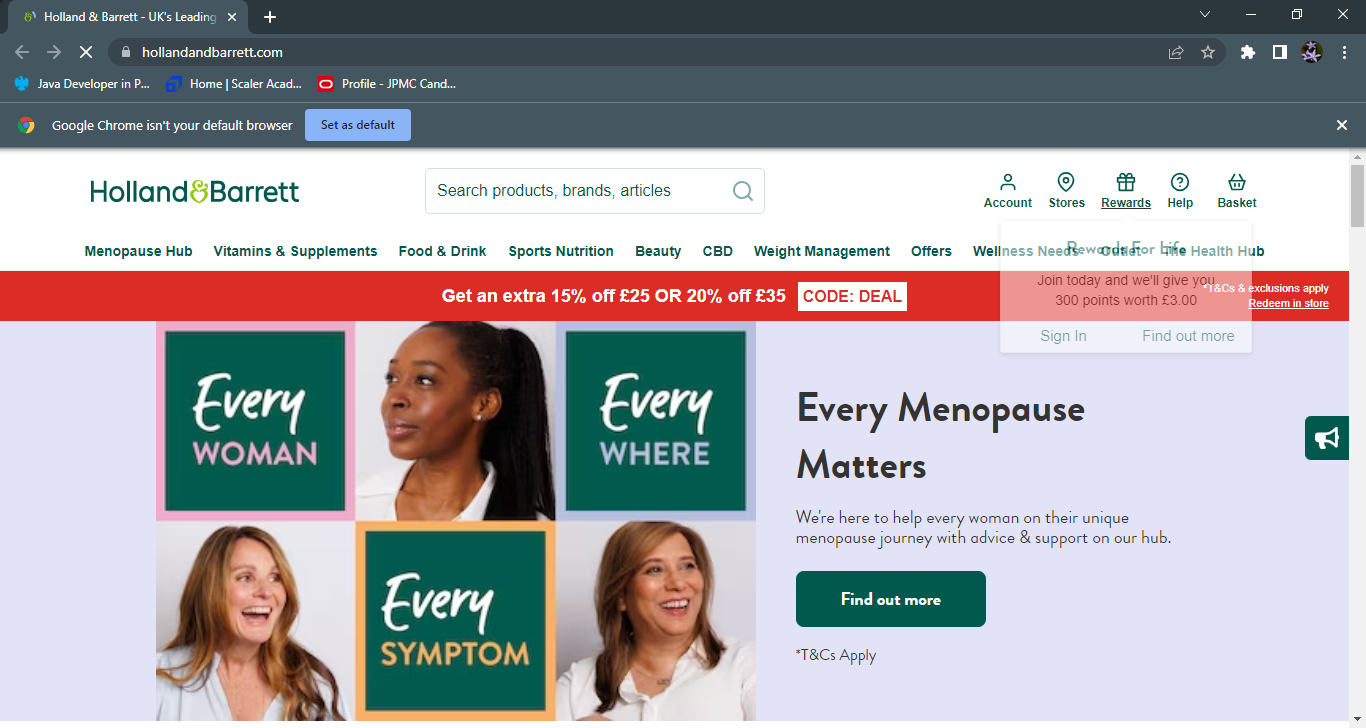 Holland & Barrett - UK's Leading
hollandandbarrett.com
Java Developer in P...
Home | Scaler Acad...
Profile - JPMC Cand...
Google Chrome isn't your default browser
Set as default
Holland&Barrett
Search products, brands, articles
Account
Stores
Rewards
Help
Basket
Menopause Hub
Vitamins & Supplements
Food & Drink
Sports Nutrition
Beauty
CBD
Weight Management
Offers
Wellness Needs
Outlet
The Health Hub
Rewards For Life
Join today and we'll give you
300 points worth £3.00
Sign In
Find out more
Get an extra 15% off £25 OR 20% off £35
CODE: DEAL
*T&Cs & exclusions apply
Redeem in store
Every
WOMAN
Every
WHERE
Every
SYMPTOM
Every Menopause
Matters
We're here to help every woman on their unique
menopause journey with advice & support on our hub.
Find out more
*T&Cs Apply